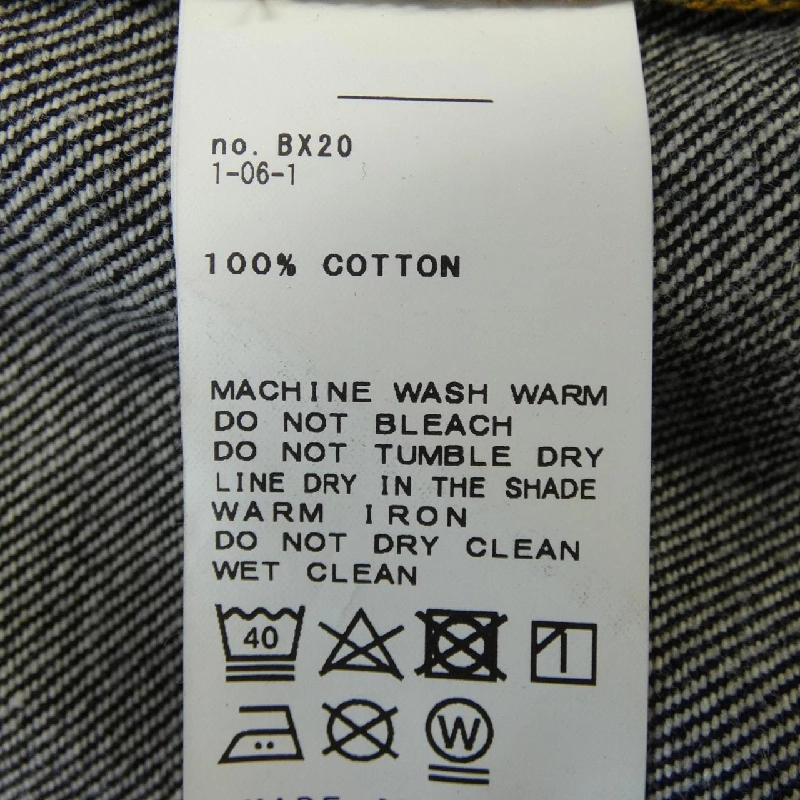 no. BX20
1-06-1
100% COTTON
MACHINE WASH WARM
DO NOT BLEACH
DO NOT TUMBLE DRY
LINE DRY IN THE SHADE
WARM IRON
DO NOT DRY CLEAN
WET CLEAN
40
W